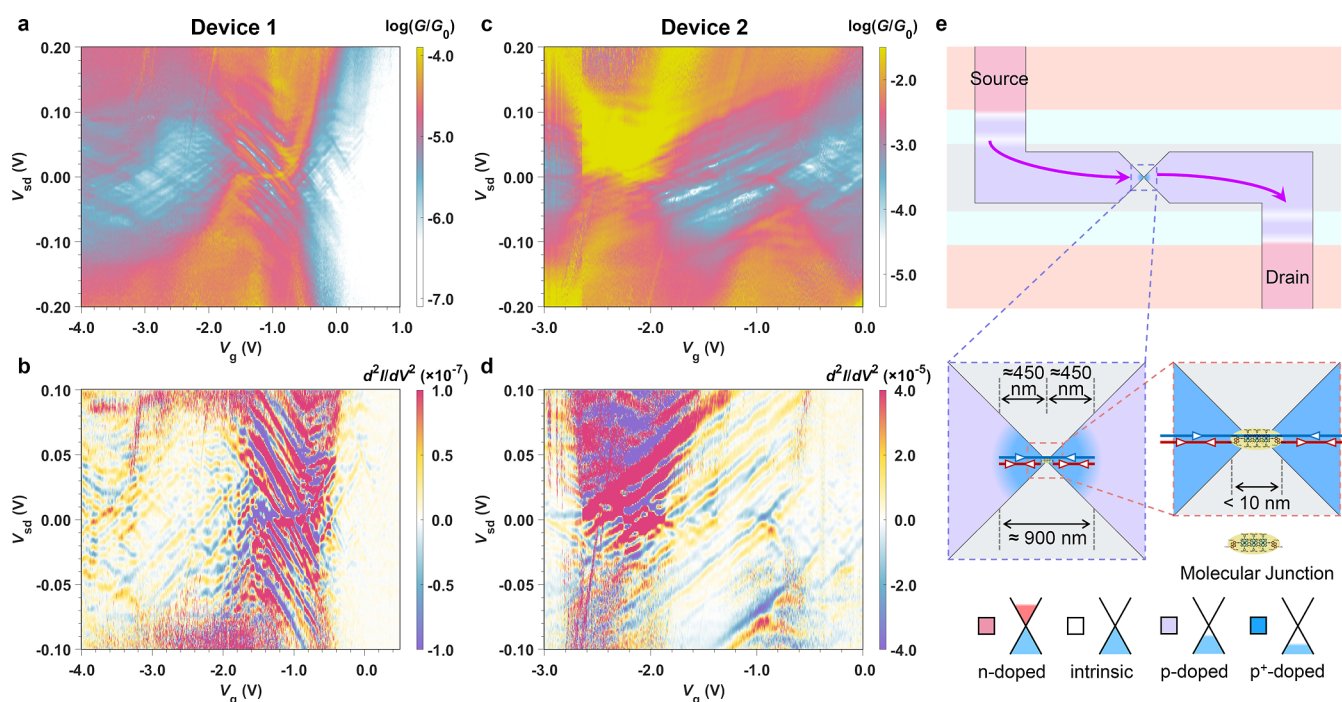 a
Device 1
log(G/G0)
0.20
0.10
0.00
-0.10
-0.20
Vsd (V)
-4.0
-3.0
-2.0
-1.0
0.0
1.0
Vg (V)
-4.0
-5.0
-6.0
-7.0
c
Device 2
log(G/G0)
0.20
0.10
0.00
-0.10
-0.20
Vsd (V)
-3.0
-2.0
-1.0
0.0
Vg (V)
-2.0
-3.0
-4.0
-5.0
e
Source
Drain
b
d²I/dV² (×10⁻⁷)
0.10
0.05
0.00
-0.05
-0.10
Vsd (V)
-4.0
-3.0
-2.0
-1.0
0.0
Vg (V)
1.0
0.5
0.0
-0.5
-1.0
d
d²I/dV² (×10⁻⁵)
0.10
0.05
0.00
0.05
-0.10
Vsd (V)
-3.0
-2.0
-1.0
0.0
Vg (V)
4.0
2.0
0.0
-2.0
-4.0
≈450 ≈450
nm nm
≈ 900 nm
< 10 nm
Molecular Junction
n-doped
intrinsic
p-doped
p⁺-doped